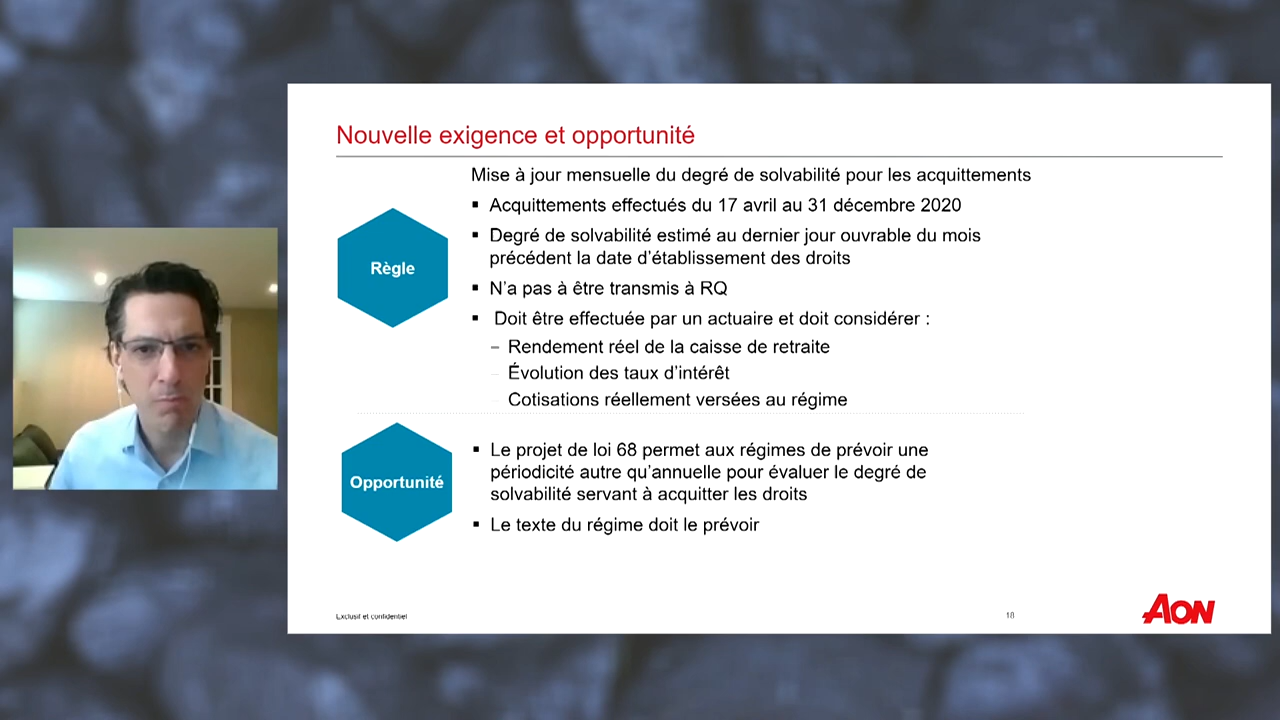 Nouvelle exigence et opportunité
Mise à jour mensuelle du degré de solvabilité pour les acquittements
Règle
▪ Acquittements effectués du 17 avril au 31 décembre 2020
▪ Degré de solvabilité estimé au dernier jour ouvrable du mois
précédent la date d'établissement des droits
▪ N'a pas à être transmis à RQ
▪ Doit être effectuée par un actuaire et doit considérer :
– Rendement réel de la caisse de retraite
– Évolution des taux d'intérêt
– Cotisations réellement versées au régime
Opportunité
▪ Le projet de loi 68 permet aux régimes de prévoir une
périodicité autre qu'annuelle pour évaluer le degré de
solvabilité servant à acquitter les droits
▪ Le texte du régime doit le prévoir
Exclusif et confidentiel
18
AON